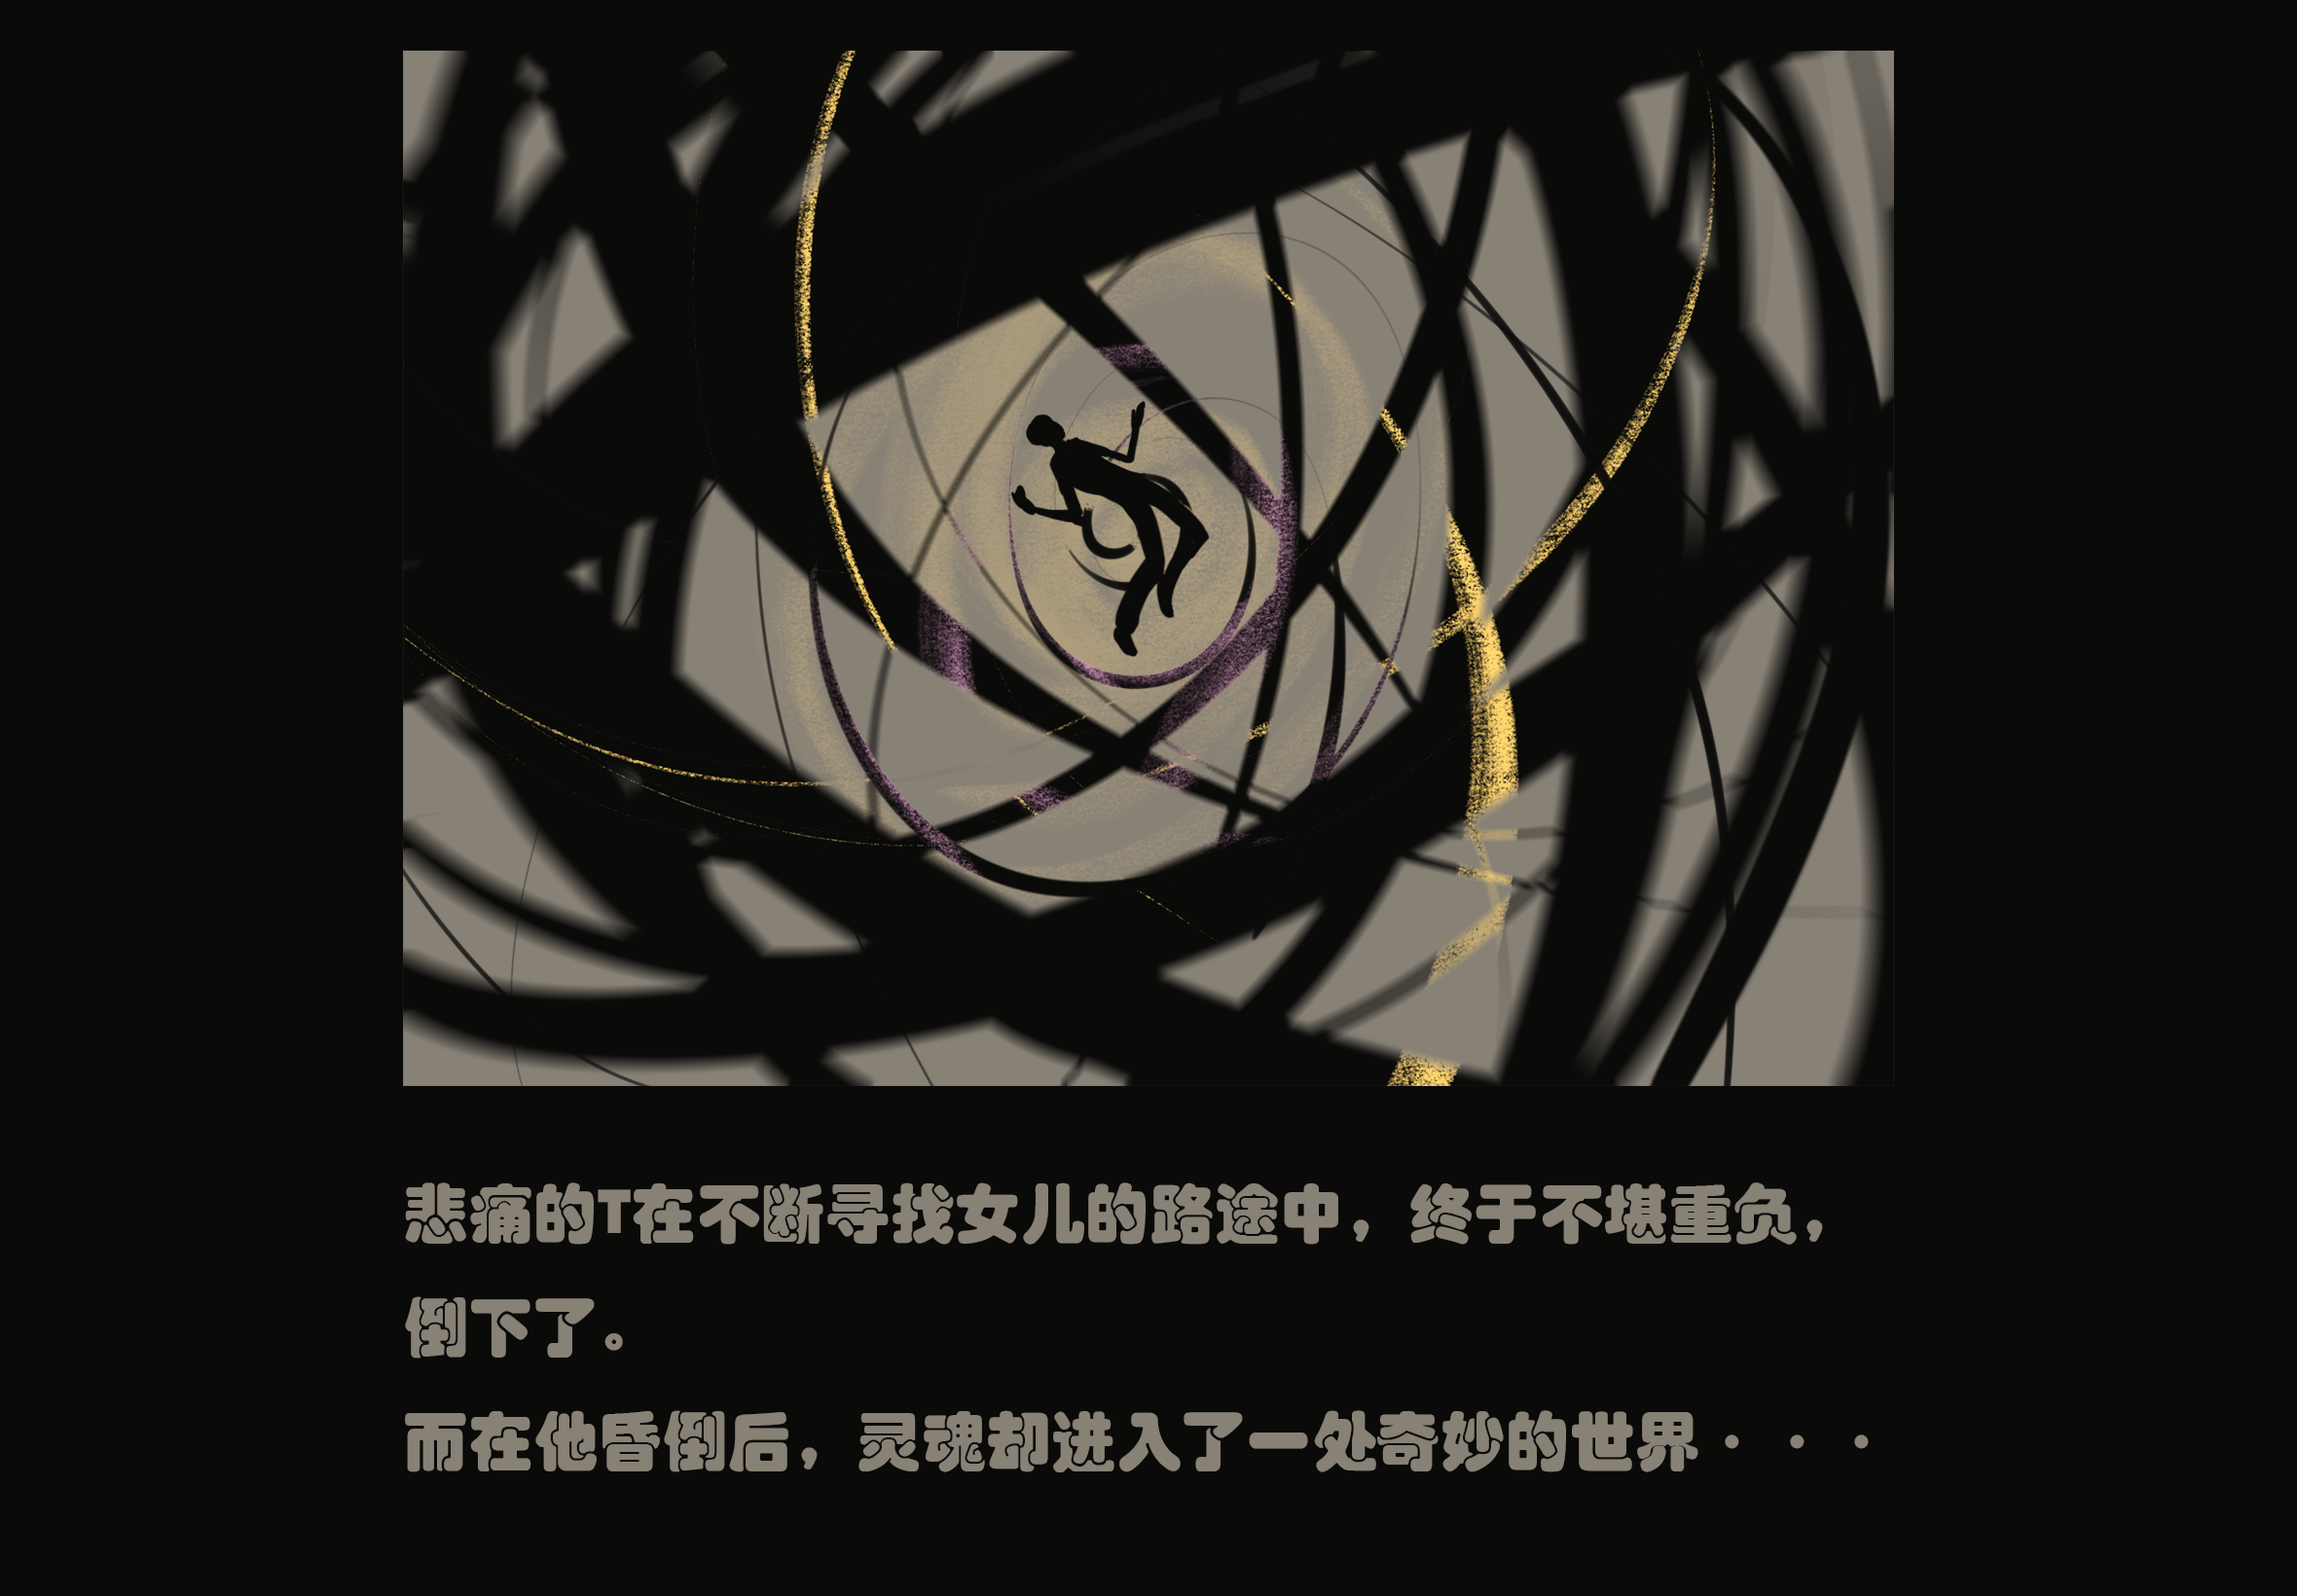 悲痛的T在不断寻找女儿的路途中，终于不堪重负，
倒下了。
而在他昏倒后，灵魂却进入了一处奇妙的世界···